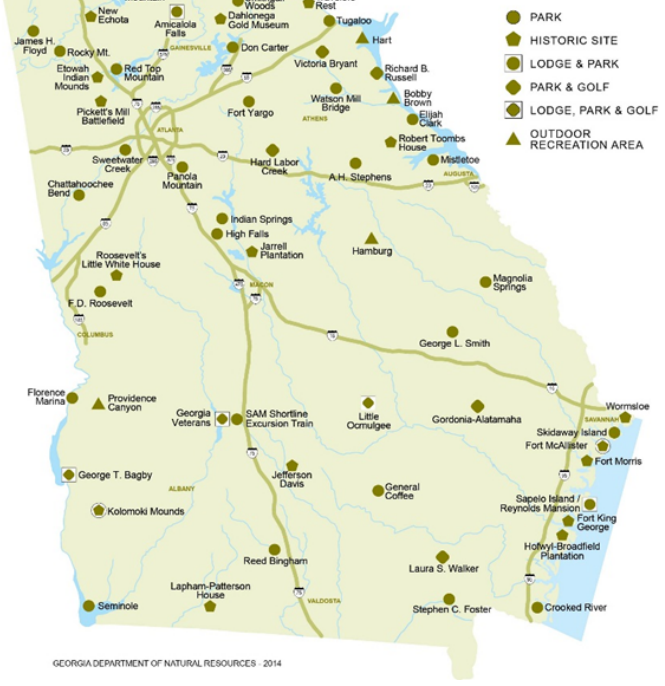 Mountain
Woods
Rest
New
Echota
Amicalola
Falls
Dahlonega
Gold Museum
Tugaloo
PARK
HISTORIC SITE
LODGE & PARK
PARK & GOLF
LODGE, PARK & GOLF
OUTDOOR
RECREATION AREA
James H.
Floyd
Rocky Mt.
GAINESVILLE
Don Carter
Hart
Victoria Bryant
Etowah
Indian
Mounds
Red Top
Mountain
Richard B.
Russell
Pickett's Mill
Battlefield
Fort Yargo
Watson Mill
Bridge
Bobby
Brown
ATHENS
Elijah
Clark
ATLANTA
Robert Toombs
House
Sweetwater
Creek
Panola
Mountain
Hard Labor
Creek
A.H. Stephens
Mistletoe
AUGUSTA
Chattahoochee
Bend
Indian Springs
High Falls
Jarrell
Plantation
Hamburg
Roosevelt's
Little White House
F.D. Roosevelt
MACON
Magnolia
Springs
COLUMBUS
George L. Smith
Florence
Marina
Providence
Canyon
Georgia
Veterans
SAM Shortline
Excursion Train
Little
Ocmulgee
Gordonia-Alatamaha
Wormsloe
SAVANNAH
Skidaway Island
Fort McAllister
Fort Morris
George T. Bagby
ALBANY
Jefferson
Davis
General
Coffee
Kolomoki Mounds
Sapelo Island /
Reynolds Mansion
Fort King
George
Hofwyl-Broadfield
Plantation
Reed Bingham
Laura S. Walker
Lapham-Patterson
House
Seminole
VALDOSTA
Stephen C. Foster
Crooked River
GEORGIA DEPARTMENT OF NATURAL RESOURCES - 2014